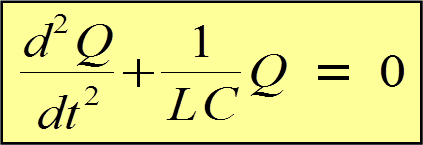 d²Q/dt² + 1/LC Q = 0